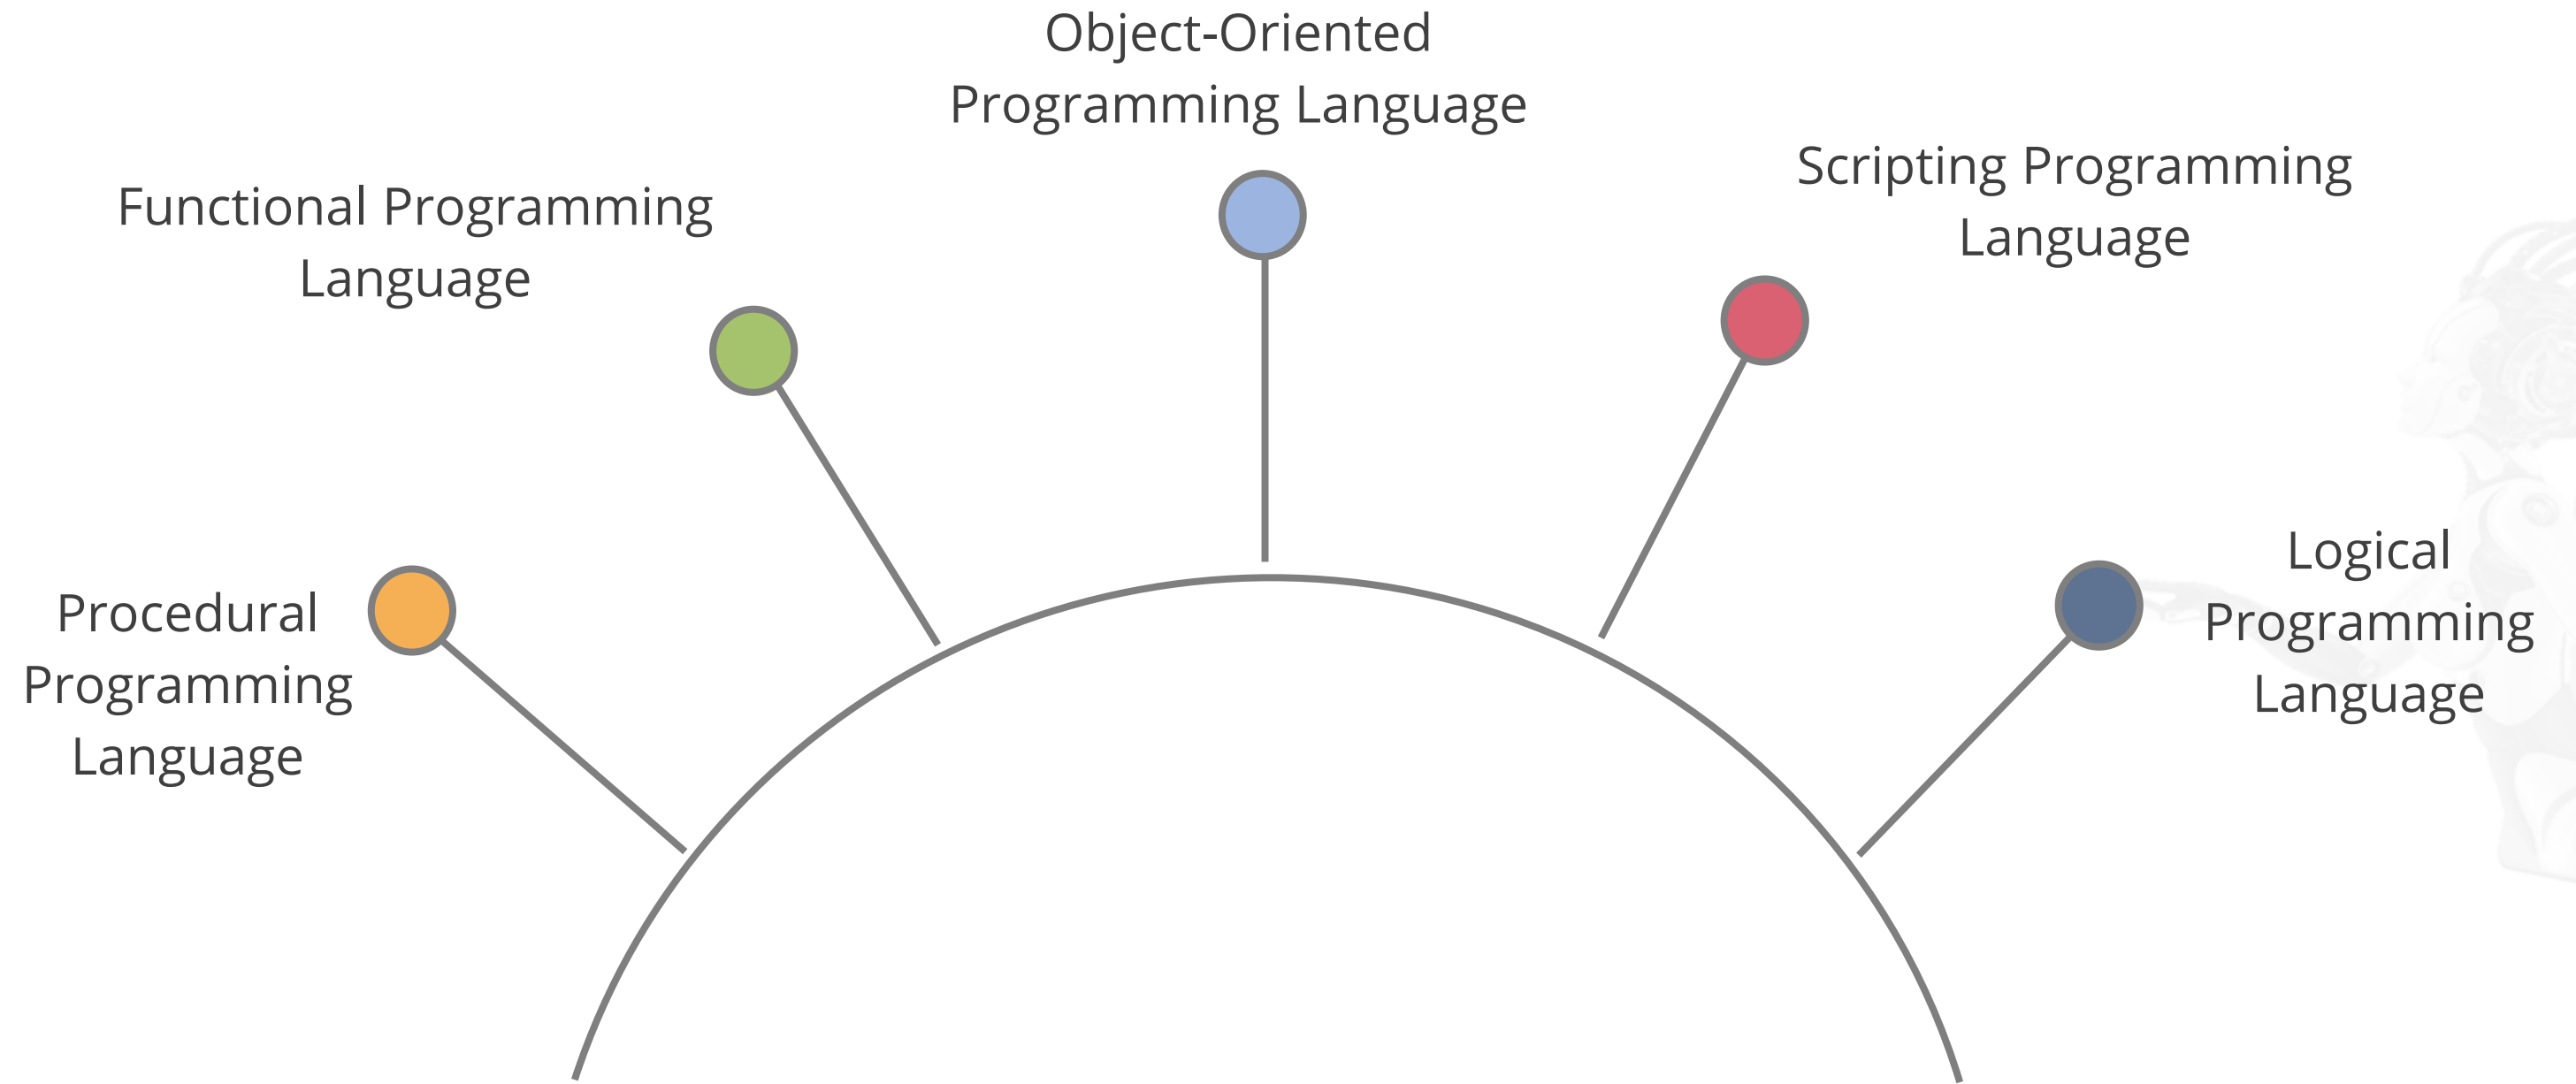 Object-Oriented
Programming Language
Scripting Programming
Language
Functional Programming
Language
Logical
Programming
Language
Procedural
Programming
Language